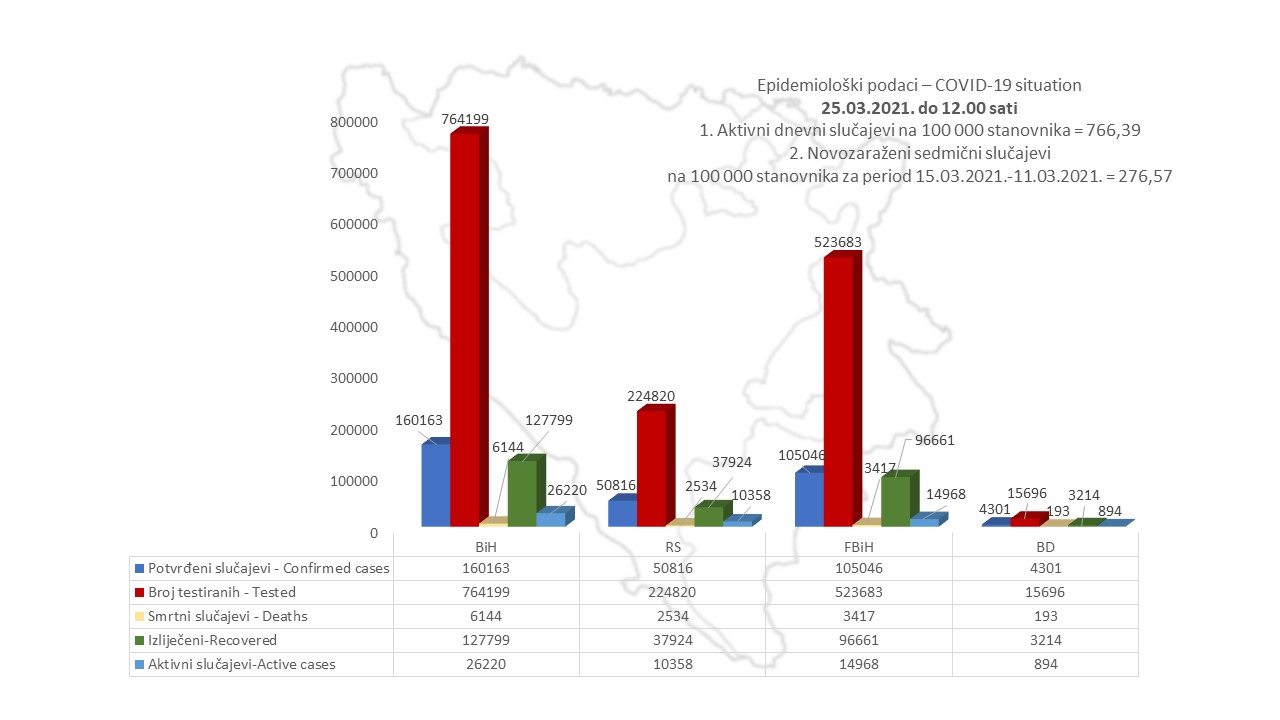 Epidemiološki podaci – COVID-19 situation
25.03.2021. do 12.00 sati
1. Aktivni dnevni slučajevi na 100 000 stanovnika = 766,39
2. Novozaraženi sedmični slučajevi
na 100 000 stanovnika za period 15.03.2021.-11.03.2021. = 276,57
800000
700000
600000
500000
400000
300000
200000
100000
0
160163
764199
6144
127799
26220
50816
224820
2534
37924
10358
105046
523683
3417
96661
14968
4301
15696
193
3214
894
BiH RS FBiH BD
Potvrđeni slučajevi - Confirmed cases 160163 50816 105046 4301
Broj testiranih - Tested 764199 224820 523683 15696
Smrtni slučajevi - Deaths 6144 2534 3417 193
Izliječeni-Recovered 127799 37924 96661 3214
Aktivni slučajevi-Active cases 26220 10358 14968 894